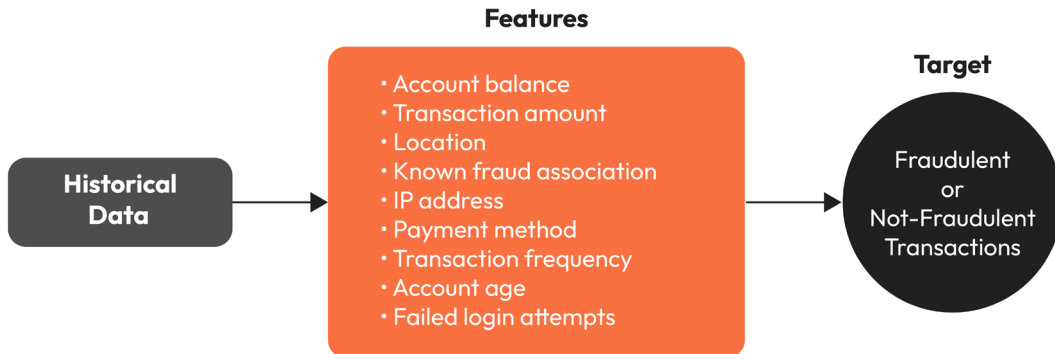 Features
Target
Historical
Data
• Account balance
• Transaction amount
• Location
• Known fraud association
• IP address
• Payment method
• Transaction frequency
• Account age
• Failed login attempts
Fraudulent
or
Not-Fraudulent
Transactions